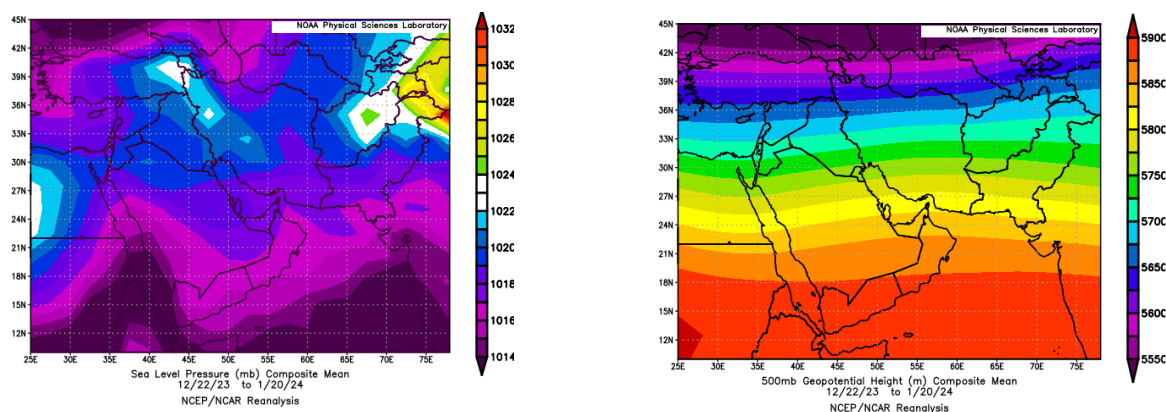 NOAA Physical Sciences Laboratory
45N
42N
39N
36N
33N
30N
27N
24N
21N
18N
15N
12N
25E 30E 35E 40E 45E 50E 55E 60E 65E 70E 75E
1032
1030
1028
1026
1024
1022
1020
1018
1016
1014
Sea Level Pressure (mb) Composite Mean
12/22/23 to 1/20/24
NCEP/NCAR Reanalysis
NOAA Physical Sciences Laboratory
45N
42N
39N
36N
33N
30N
27N
24N
21N
18N
15N
12N
25E 30E 35E 40E 45E 50E 55E 60E 65E 70E 75E
5900
5850
5800
5750
5700
5650
5600
5550
500mb Geopotential Height (m) Composite Mean
12/22/23 to 1/20/24
NCEP/NCAR Reanalysis